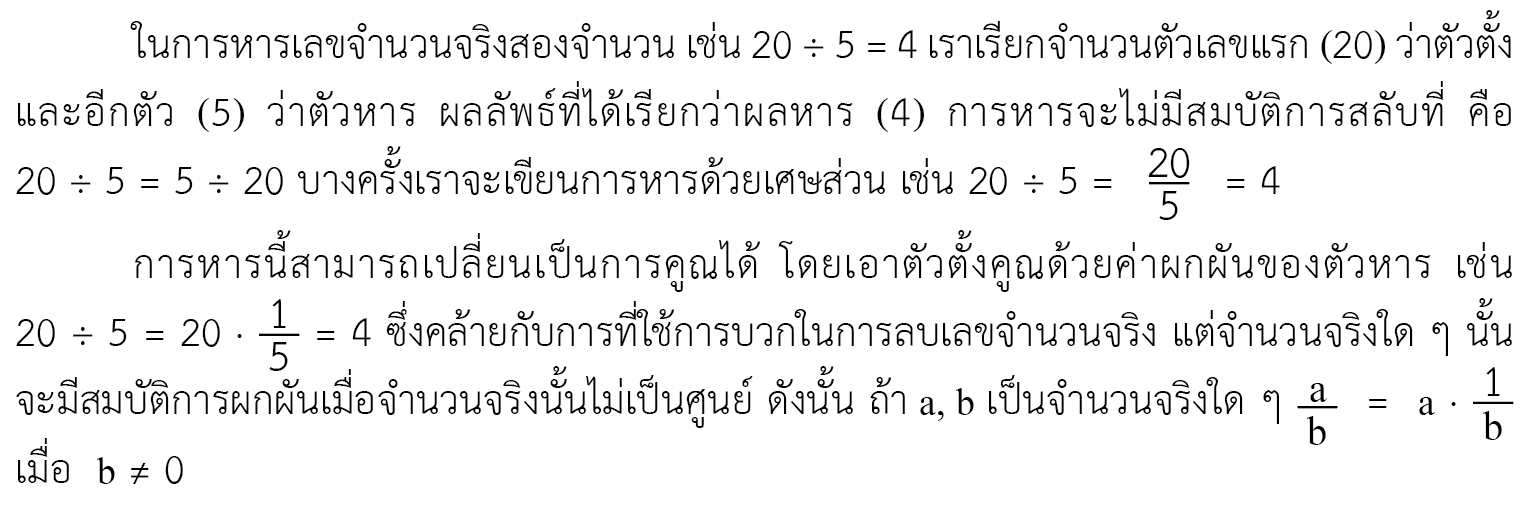 ในการหารเลขจำนวนจริงสองจำนวน เช่น 20 ÷ 5 = 4 เราเรียกจำนวนตัวเลขแรก (20) ว่าตัวตั้ง
และอีกตัว (5) ว่าตัวหาร ผลลัพธ์ที่ได้เรียกว่าผลหาร (4) การหารจะไม่มีสมบัติการสลับที่ คือ
20 ÷ 5 = 5 ÷ 20 บางครั้งเราจะเขียนการหารด้วยเศษส่วน เช่น 20 ÷ 5 = 20/5 = 4
การหารนี้สามารถเปลี่ยนเป็นการคูณได้ โดยเอาตัวตั้งคูณด้วยค่าผกผันของตัวหาร เช่น
20 ÷ 5 = 20 · 1/5 = 4 ซึ่งคล้ายกับการที่ใช้การบวกในการลบเลขจำนวนจริง แต่จำนวนจริงใด ๆ นั้น
จะมีสมบัติการผกผันเมื่อจำนวนจริงนั้นไม่เป็นศูนย์ ดังนั้น ถ้า a, b เป็นจำนวนจริงใด ๆ a/b = a · 1/b
เมื่อ b ≠ 0